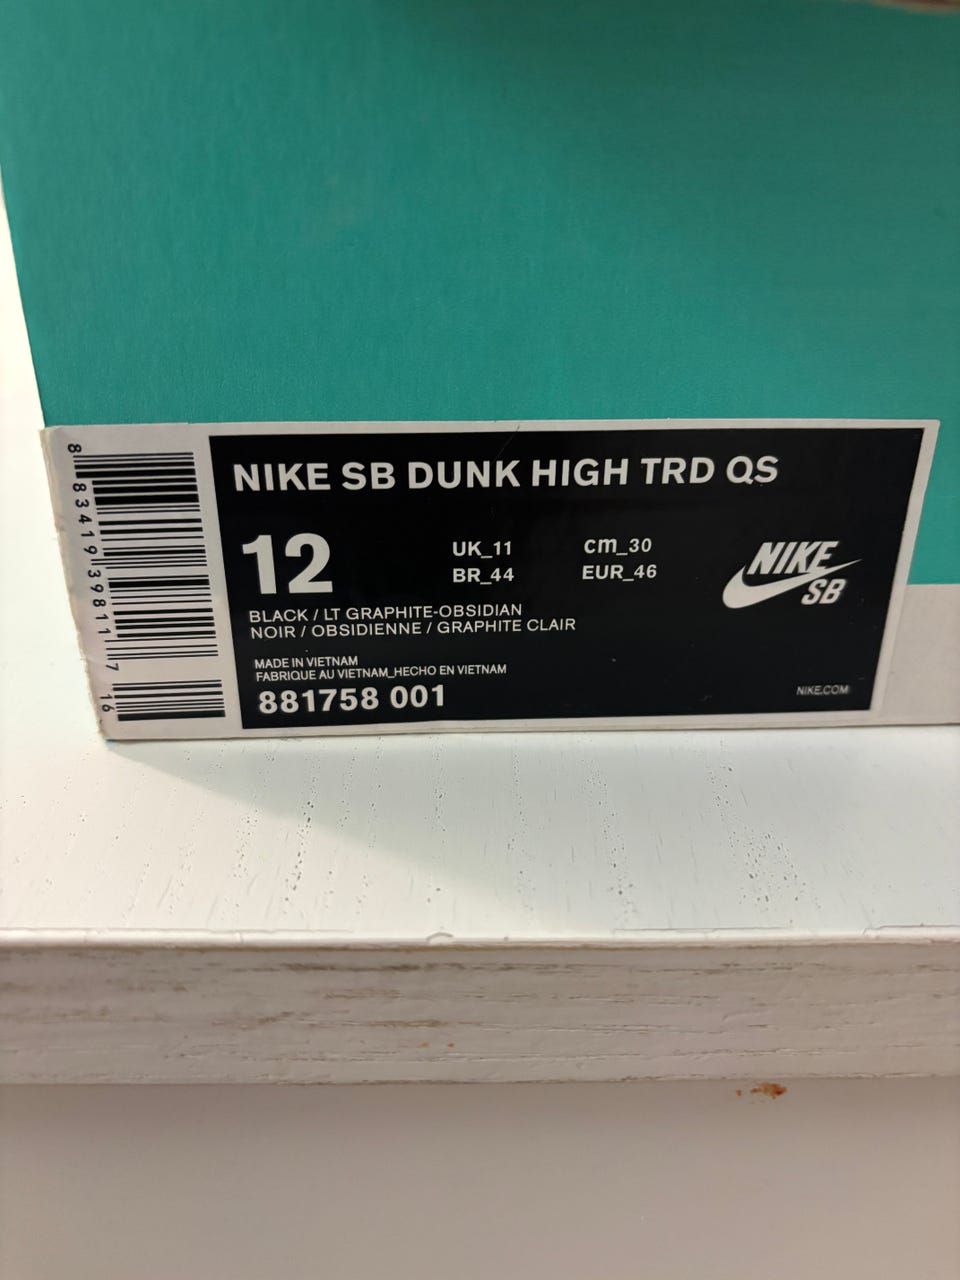 NIKE SB DUNK HIGH TRD QS
12
UK_11
cm_30
BR_44
EUR_46
NIKE
SB
BLACK / LT GRAPHITE-OBSIDIAN
NOIR / OBSIDIENNE / GRAPHITE CLAIR
MADE IN VIETNAM
FABRIQUE AU VIETNAM_HECHO EN VIETNAM
881758 001
NIKE.COM
8 83419 39811 7 16